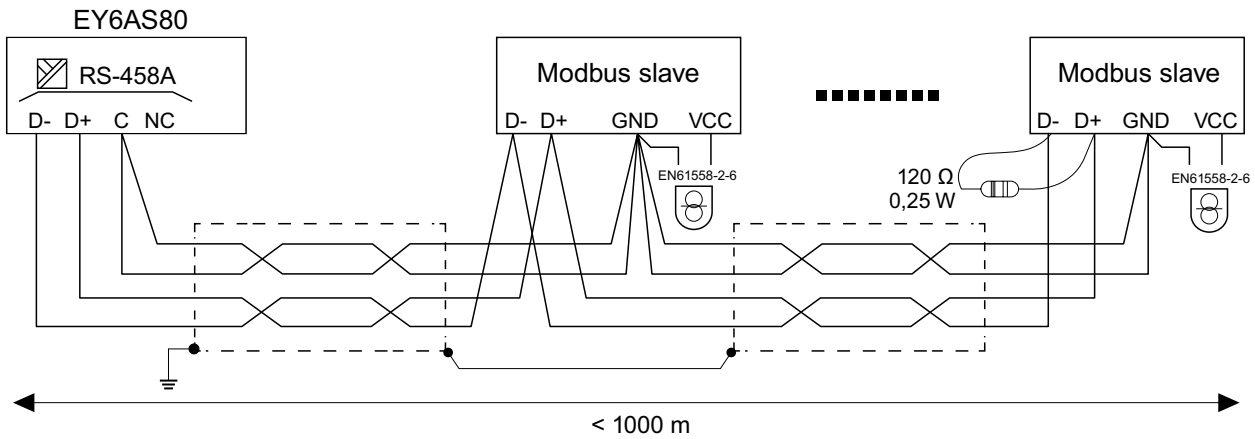 EY6AS80
RS-458A
D- D+ C NC
Modbus slave
D- D+ GND VCC
EN61558-2-6
Modbus slave
D- D+ GND VCC
120 Ω
0,25 W
EN61558-2-6
< 1000 m